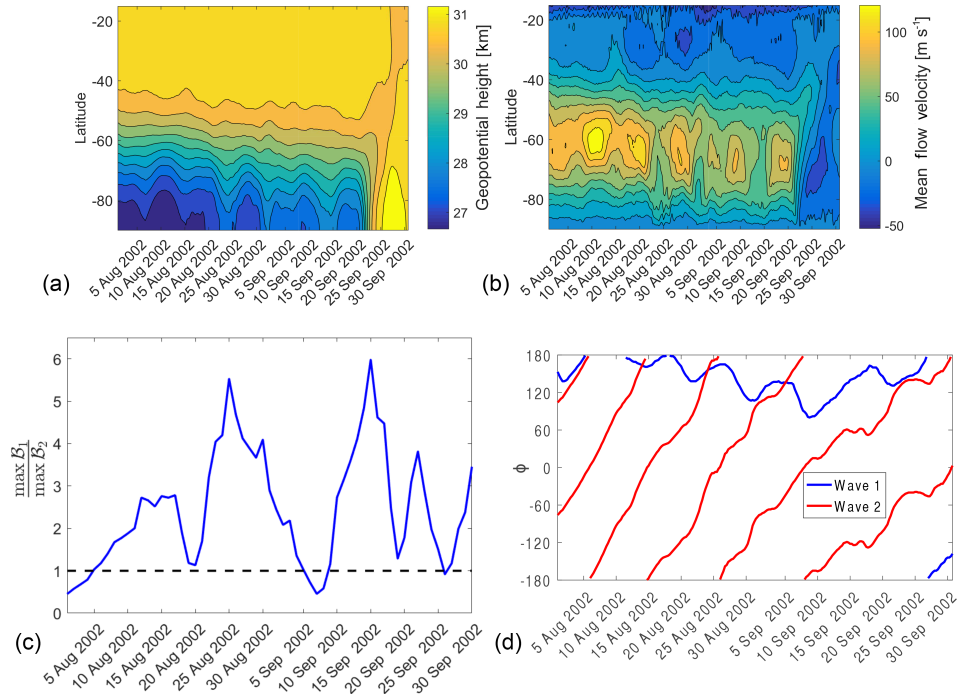 -20
-40
-60
-80
Latitude
5 Aug 2002
10 Aug 2002
15 Aug 2002
20 Aug 2002
25 Aug 2002
30 Aug 2002
5 Sep 2002
10 Sep 2002
15 Sep 2002
20 Sep 2002
25 Sep 2002
30 Sep 2002
31
30
29
28
27
Geopotential height [km]
(a)
-20
-40
-60
-80
Latitude
5 Aug 2002
10 Aug 2002
15 Aug 2002
20 Aug 2002
25 Aug 2002
30 Aug 2002
5 Sep 2002
10 Sep 2002
15 Sep 2002
20 Sep 2002
25 Sep 2002
30 Sep 2002
100
50
0
-50
Mean flow velocity [m s⁻¹]
(b)
6
5
4
3
2
1
0
max B₁
max B₂
5 Aug 2002
10 Aug 2002
15 Aug 2002
20 Aug 2002
25 Aug 2002
30 Aug 2002
5 Sep 2002
10 Sep 2002
15 Sep 2002
20 Sep 2002
25 Sep 2002
30 Sep 2002
(c)
180
120
60
0
-60
-120
-180
ϕ
Wave 1
Wave 2
5 Aug 2002
10 Aug 2002
15 Aug 2002
20 Aug 2002
25 Aug 2002
30 Aug 2002
5 Sep 2002
10 Sep 2002
15 Sep 2002
20 Sep 2002
25 Sep 2002
30 Sep 2002
(d)